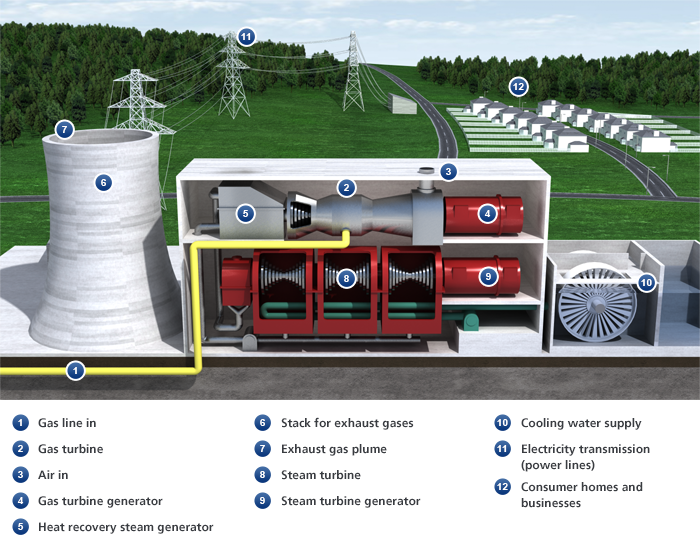 11
12
7
6
3
2
5
4
8
9
10
1
1 Gas line in
2 Gas turbine
3 Air in
4 Gas turbine generator
5 Heat recovery steam generator
6 Stack for exhaust gases
7 Exhaust gas plume
8 Steam turbine
9 Steam turbine generator
10 Cooling water supply
11 Electricity transmission
(power lines)
12 Consumer homes and
businesses